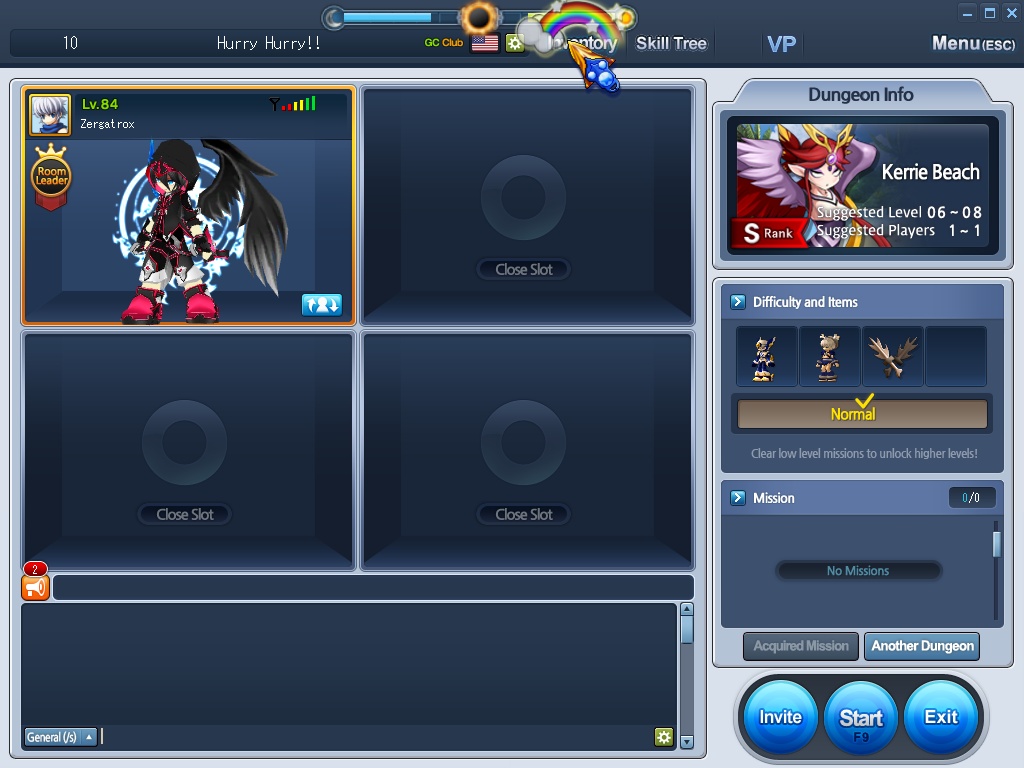 10 Hurry Hurry!! GC Club Inventory Skill Tree VP Menu(ESC)
Lv.84
Zergatrox
Room
Leader
Close Slot
Close Slot
Close Slot
2
General (/s)
Dungeon Info
Kerrie Beach
Suggested Level 06 ~ 08
S Rank Suggested Players 1 ~ 1
Difficulty and Items
Normal
Clear low level missions to unlock higher levels!
Mission 0/0
No Missions
Acquired Mission Another Dungeon
Invite Start Exit
F9